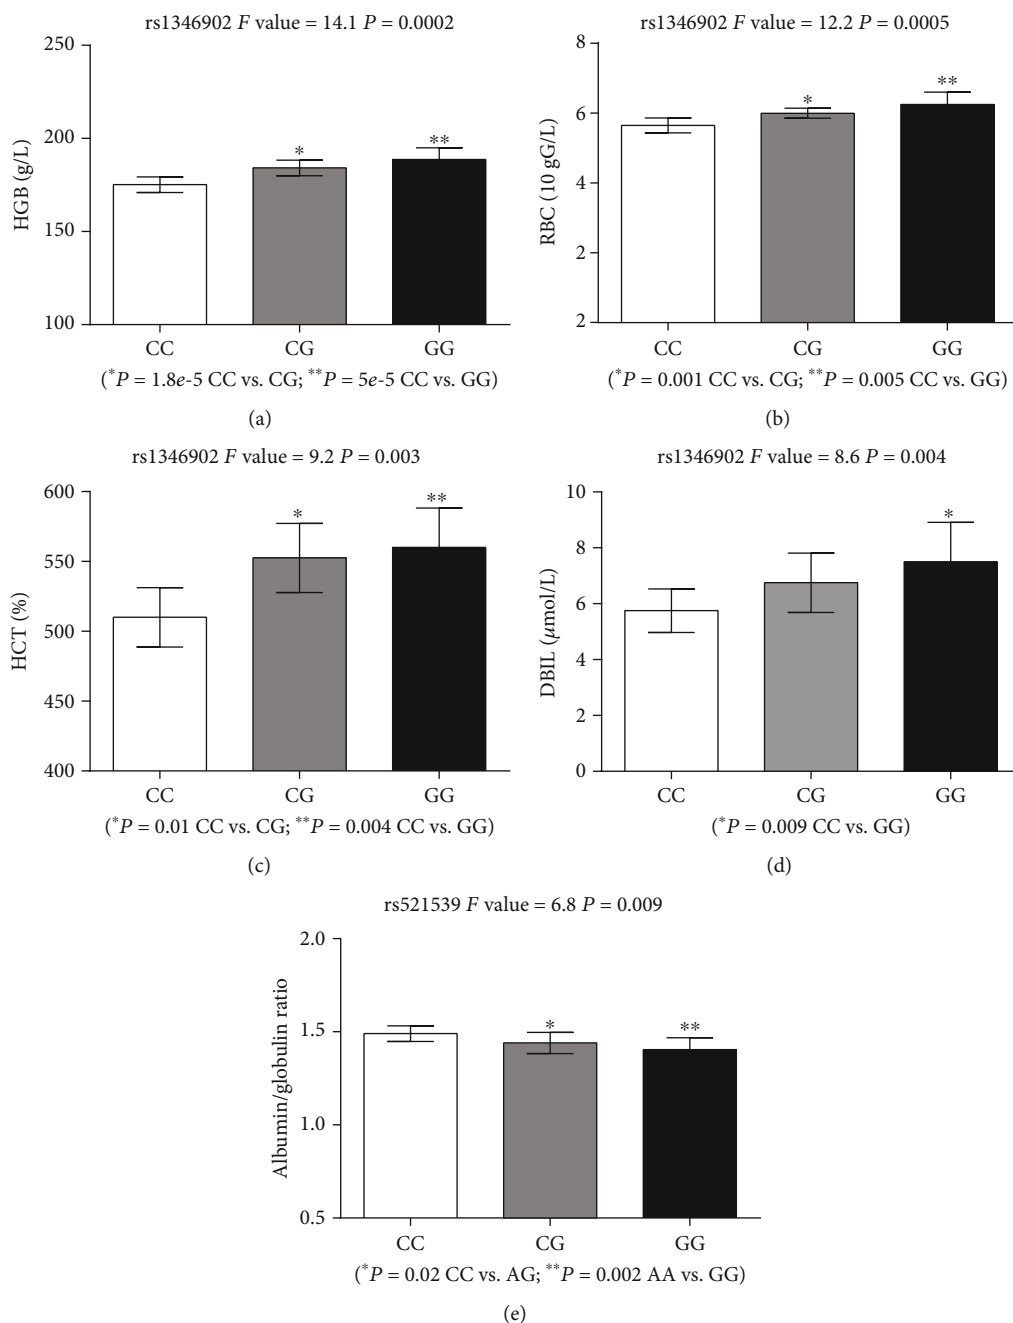 rs1346902 F value = 14.1 P = 0.0002
HGB (g/L)
250
200
150
100
*
**
CC CG GG
(*P = 1.8e-5 CC vs. CG; **P = 5e-5 CC vs. GG)
(a)
rs1346902 F value = 12.2 P = 0.0005
RBC (10 gG/L)
8
6
4
2
2
*
**
CC CG GG
(*P = 0.001 CC vs. CG; **P = 0.005 CC vs. GG)
(b)
rs1346902 F value = 9.2 P = 0.003
HCT (%)
600
550
500
450
400
*
**
CC CG GG
(*P = 0.01 CC vs. CG; **P = 0.004 CC vs. GG)
(c)
rs1346902 F value = 8.6 P = 0.004
DBIL (μmol/L)
10
8
6
4
2
0
*
CC CG GG
(*P = 0.009 CC vs. GG)
(d)
rs521539 F value = 6.8 P = 0.009
Albumin/globulin ratio
2.0
1.5
1.0
0.5
*
**
CC CG GG
(*P = 0.02 CC vs. AG; **P = 0.002 AA vs. GG)
(e)